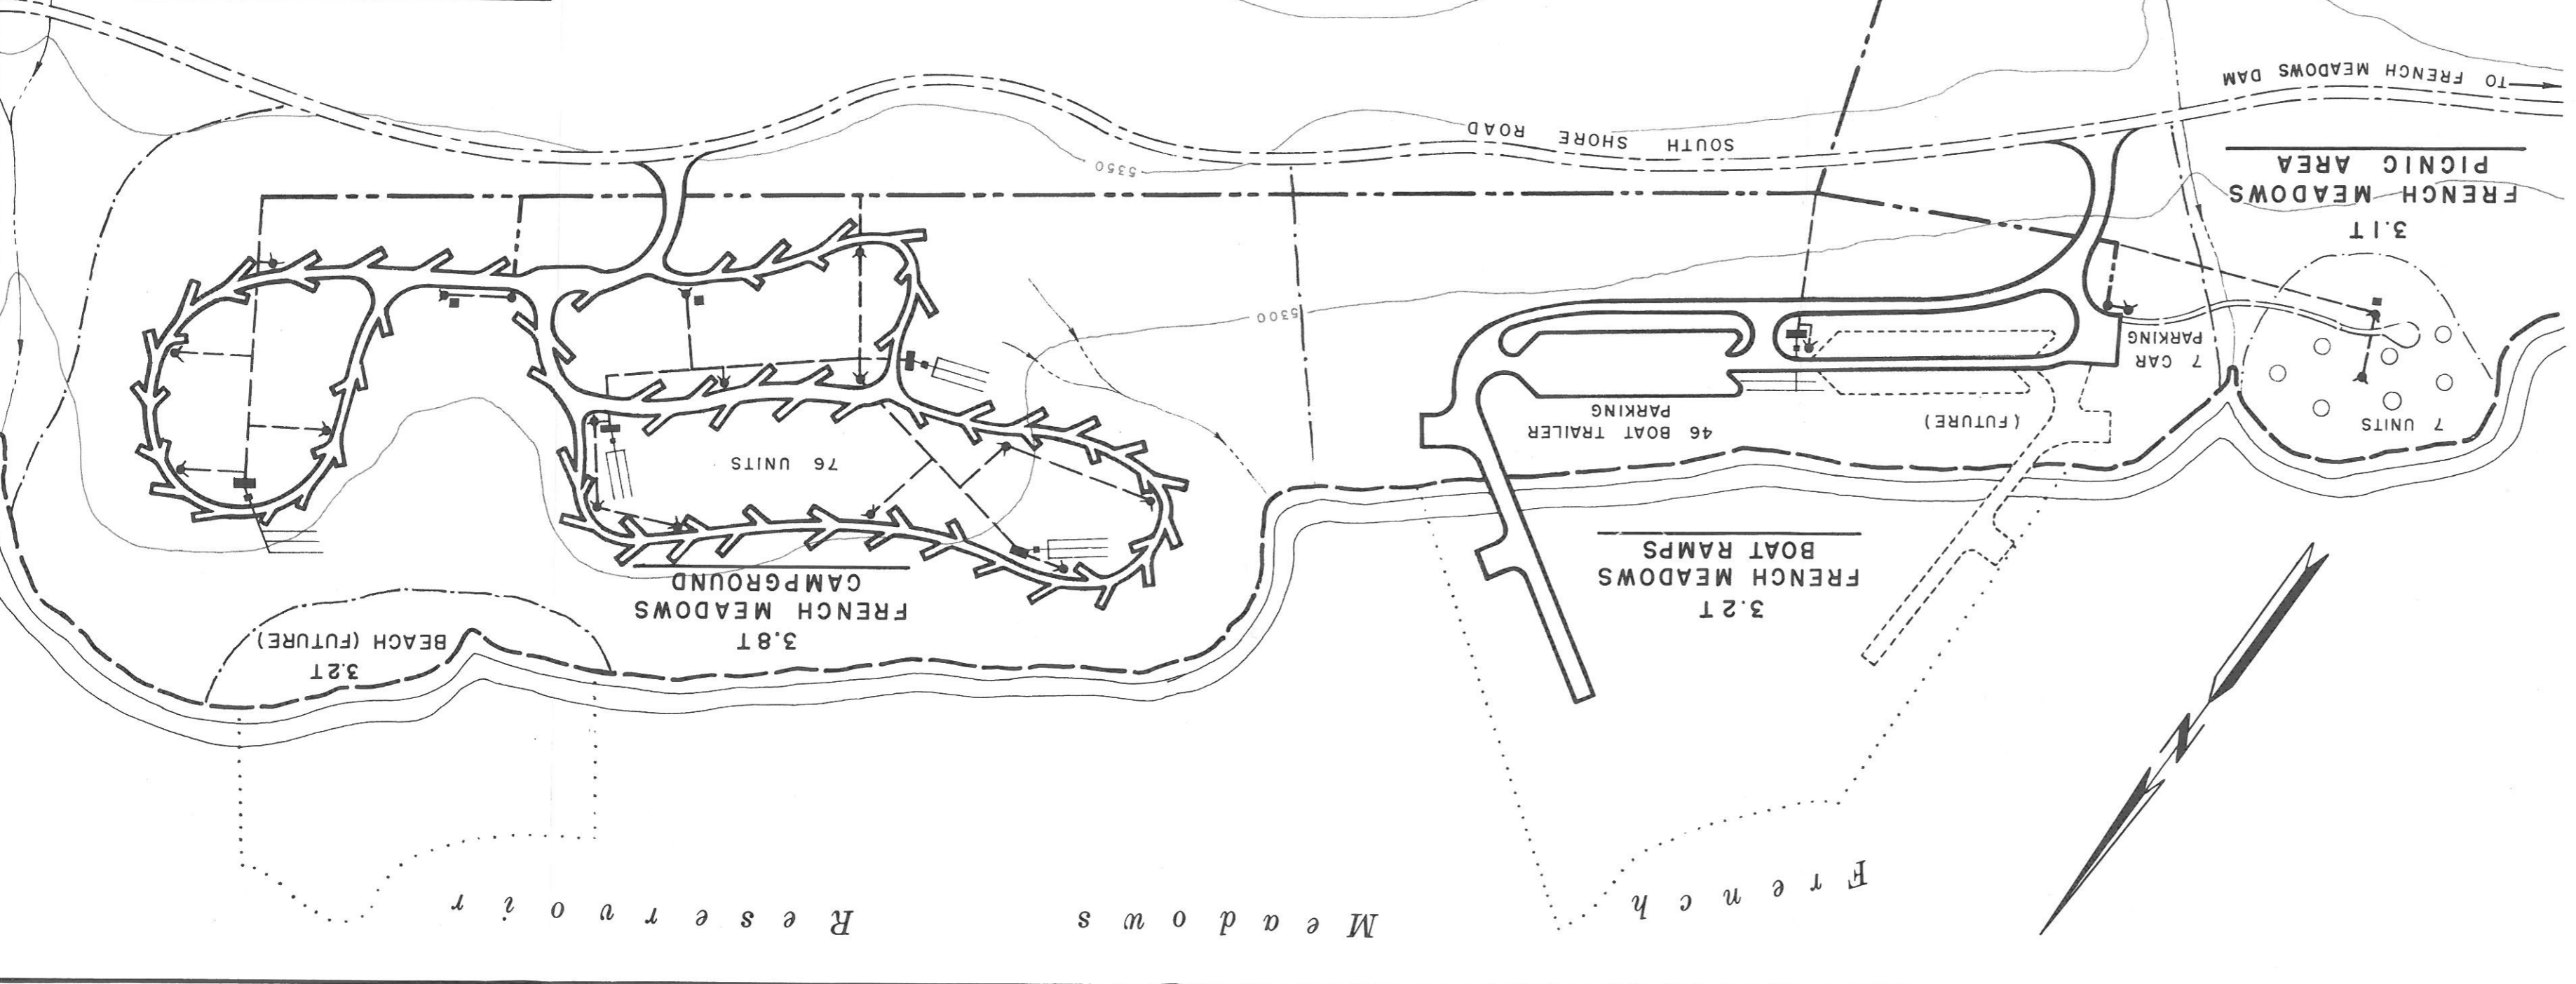 French Meadows Reservoir
3.1T
FRENCH MEADOWS
PICNIC AREA
7 UNITS
7 CAR
PARKING
TO FRENCH MEADOWS DAM
3.2T
FRENCH MEADOWS
BOAT RAMPS
(FUTURE)
46 BOAT TRAILER
PARKING
SOUTH SHORE ROAD
5300
5350
3.8T
FRENCH MEADOWS
CAMPGROUND
76 UNITS
3.2T
BEACH (FUTURE)
N